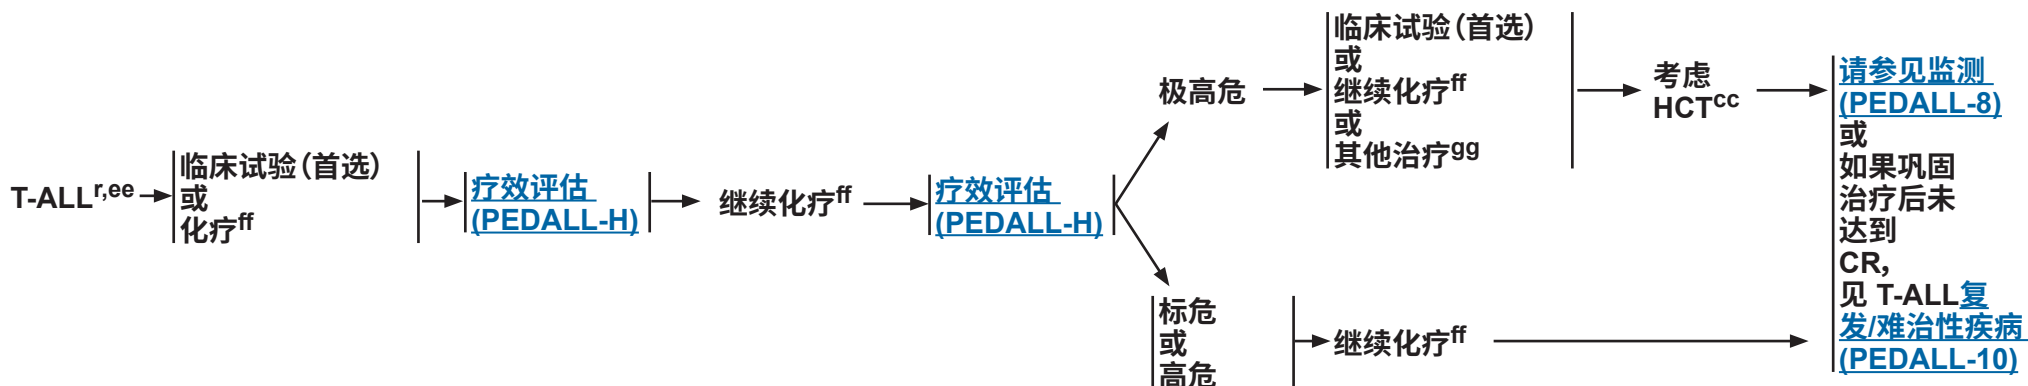 T-ALLr,ee
临床试验(首选)
或
化疗ff
疗效评估
(PEDALL-H)
继续化疗ff
疗效评估
(PEDALL-H)
极高危
临床试验(首选)
或
继续化疗ff
或
其他治疗gg
考虑
HCTcc
标危
或
高危
继续化疗ff
请参见监测
(PEDALL-8)
或
如果巩固
治疗后未
达到
CR，
见 T-ALL复
发/难治性疾病
(PEDALL-10)